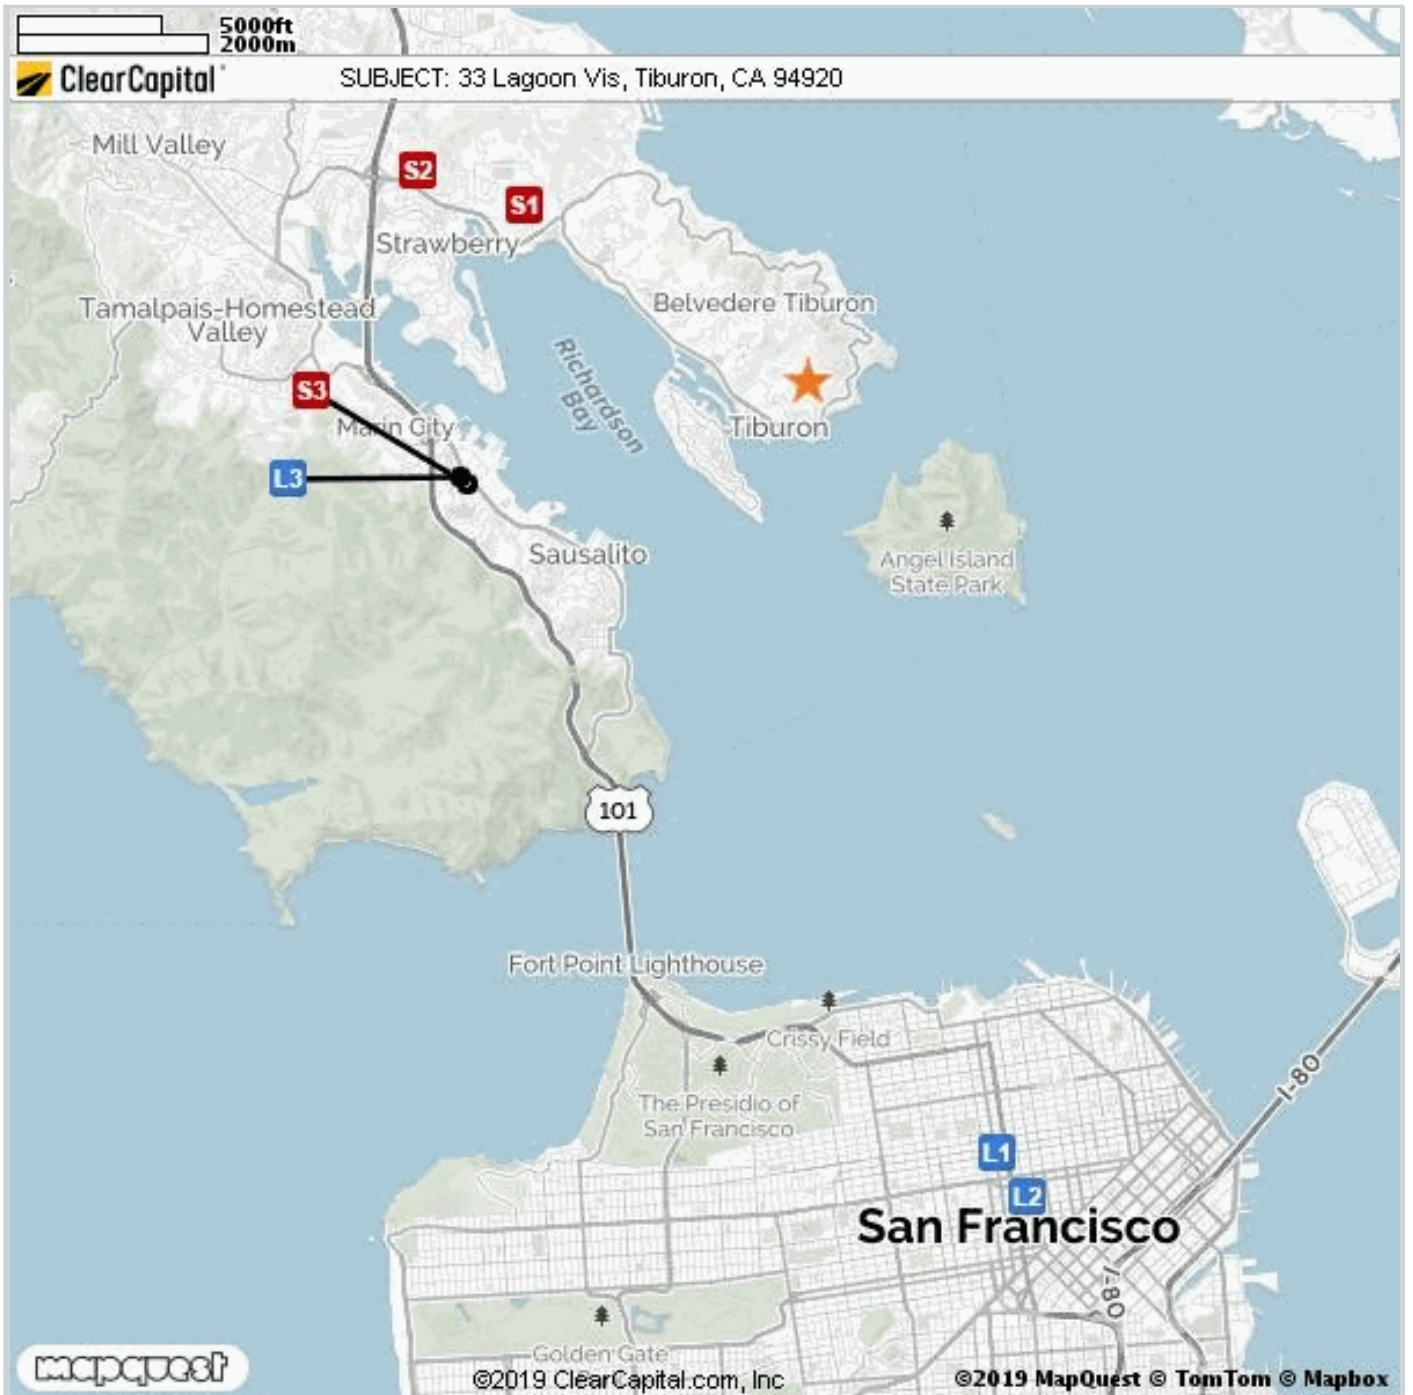 5000ft
2000m
ClearCapital
SUBJECT: 33 Lagoon Vis, Tiburon, CA 94920
Mill Valley
S2
S1
Strawberry
Tamalpais-Homestead
Valley
Belvedere Tiburon
Richardson
Bay
S3
Marin City
Tiburon
L3
Sausalito
Angel Island
State Park
101
Fort Point Lighthouse
Crissy Field
I-80
The Presidio of
San Francisco
L1
L2
San Francisco
I-80
Golden Gate
mapquest
©2019 ClearCapital.com, Inc
©2019 MapQuest © TomTom © Mapbox